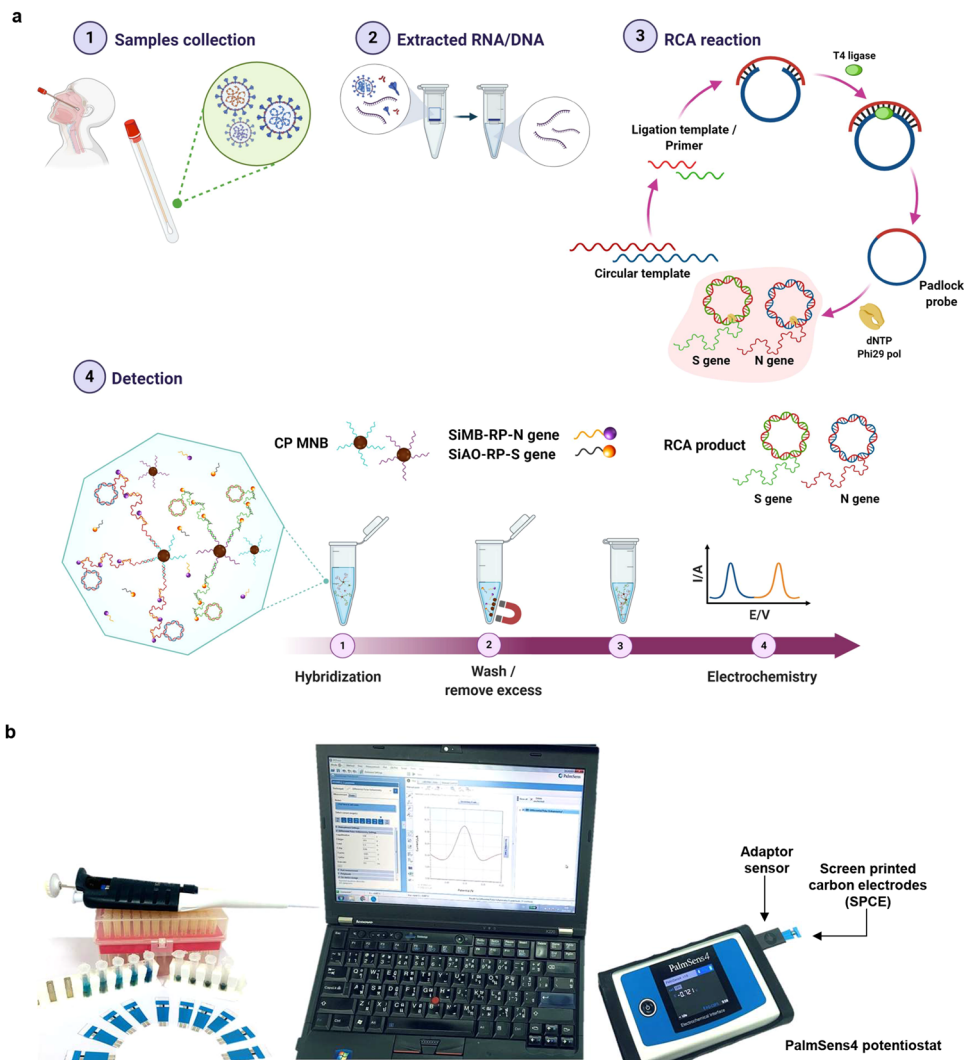 a
1 Samples collection
2 Extracted RNA/DNA
3 RCA reaction
T4 ligase
Ligation template /
Primer
Circular template
Padlock
probe
dNTP
Phi29 pol
S gene
N gene
4 Detection
CP MNB
SiMB-RP-N gene
SiAO-RP-S gene
RCA product
S gene
N gene
I/A
E/V
1
2
3
4
Hybridization
Wash /
remove excess
Electrochemistry
b
PalmSens
Adaptor
sensor
Screen printed
carbon electrodes
(SPCE)
PalmSens4
Electrochemical Interface
PalmSens4 potentiostat